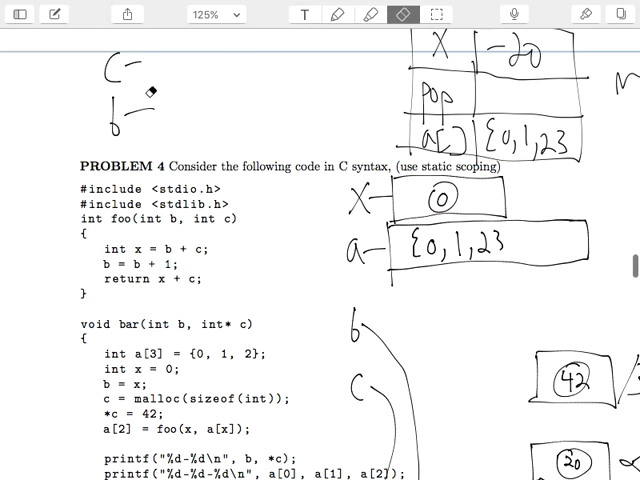 125%
T
X -20
C-
pop
b-
a[] {0,1,2}
PROBLEM 4 Consider the following code in C syntax, (use static scoping)
#include <stdio.h>
X- 0
#include <stdlib.h>
int foo(int b, int c)
{
a- {0,1,2}
int x = b + c;
b = b + 1;
return x + c;
}
void bar(int b, int* c)
b
{
int a[3] = {0, 1, 2};
int x = 0;
42
b = x;
c
c = malloc(sizeof(int));
*c = 42;
a[2] = foo(x, a[x]);
printf("%d-%d\n", b, *c);
20
printf("%d-%d-%d\n", a[0], a[1], a[2]);